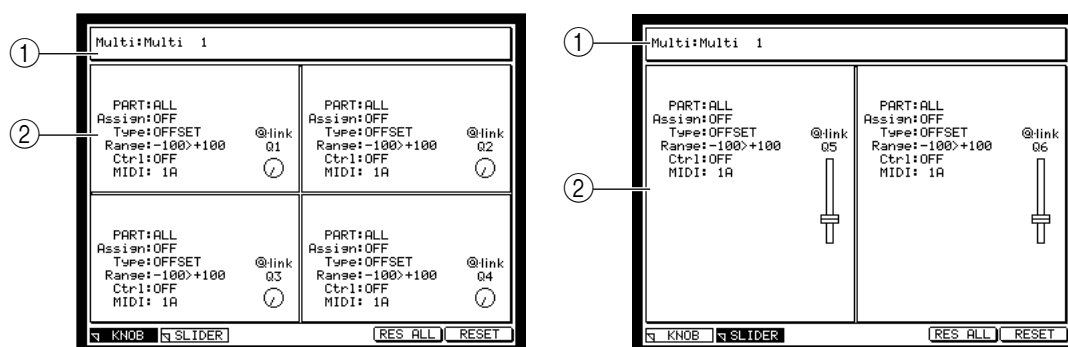 1
Multi:Multi 1
2
PART:ALL
Assign:OFF
Type:OFFSET
Range:-100>+100
Ctrl:OFF
MIDI: 1A
Q-link
Q1
PART:ALL
Assign:OFF
Type:OFFSET
Range:-100>+100
Ctrl:OFF
MIDI: 1A
Q-link
Q2
PART:ALL
Assign:OFF
Type:OFFSET
Range:-100>+100
Ctrl:OFF
MIDI: 1A
Q-link
Q3
PART:ALL
Assign:OFF
Type:OFFSET
Range:-100>+100
Ctrl:OFF
MIDI: 1A
Q-link
Q4
KNOB SLIDER RES ALL RESET
1
Multi:Multi 1
2
PART:ALL
Assign:OFF
Type:OFFSET
Range:-100>+100
Ctrl:OFF
MIDI: 1A
Q-link
Q5
PART:ALL
Assign:OFF
Type:OFFSET
Range:-100>+100
Ctrl:OFF
MIDI: 1A
Q-link
Q6
KNOB SLIDER RES ALL RESET